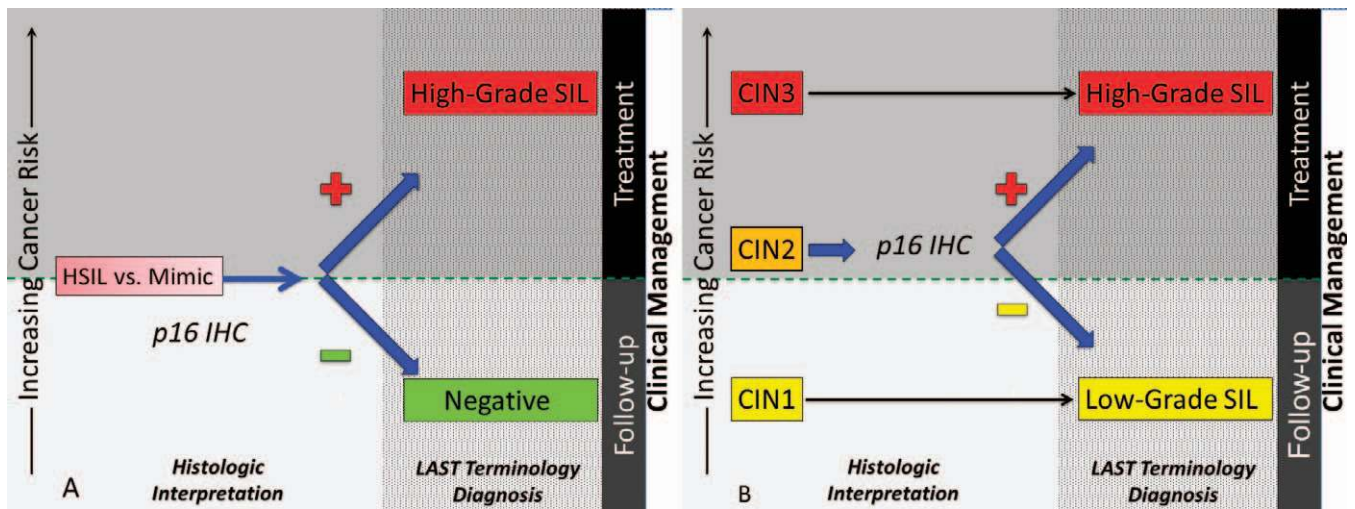 Increasing Cancer Risk
High-Grade SIL
HSIL vs. Mimic
p16 IHC
Negative
Histologic
Interpretation
LAST Terminology
Diagnosis
A
Treatment
Follow-up
Clinical Management
Increasing Cancer Risk
CIN3
High-Grade SIL
CIN2
p16 IHC
CIN1
Low-Grade SIL
Histologic
Interpretation
LAST Terminology
Diagnosis
B
Treatment
Follow-up
Clinical Management